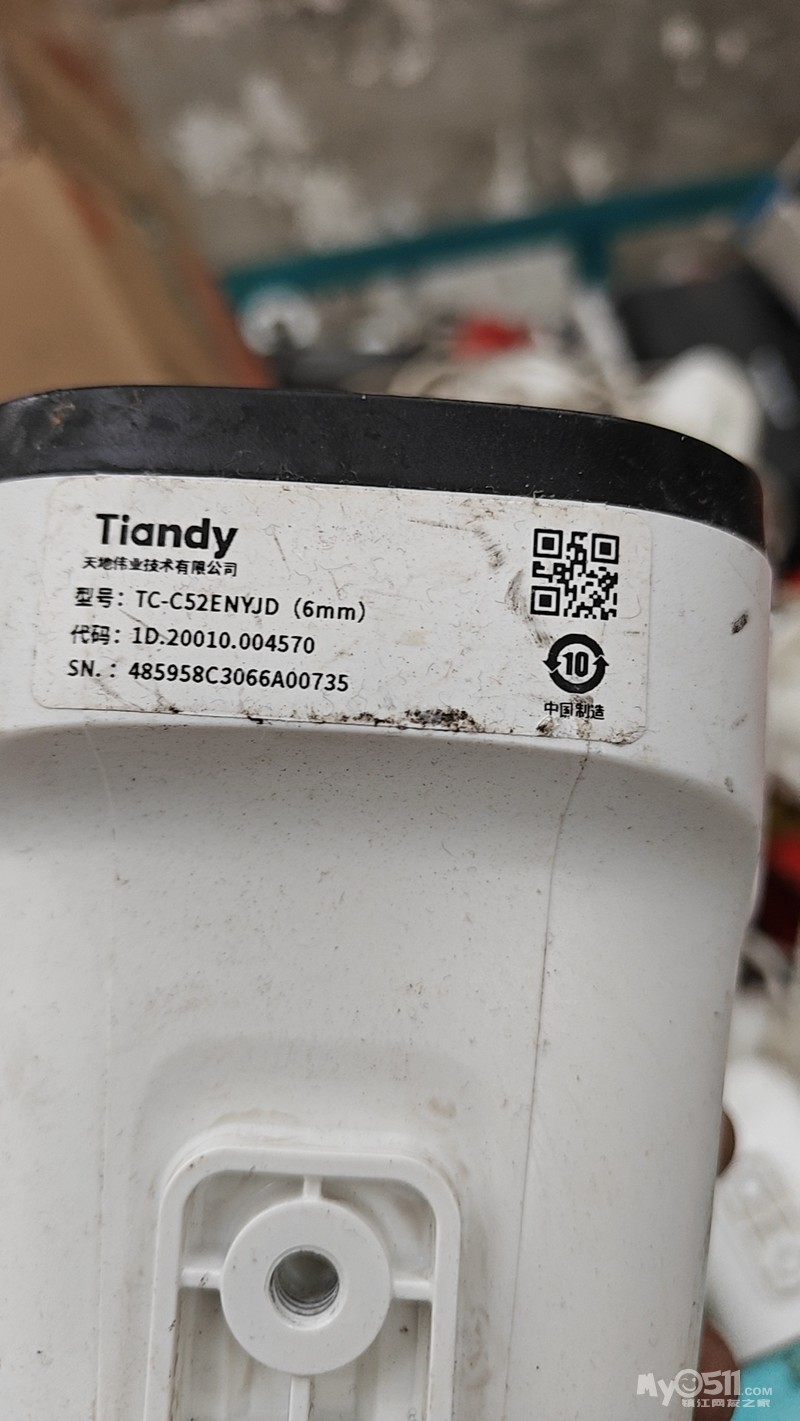 Tiandy
天地伟业技术有限公司
型号：TC-C52ENYJD（6mm）
代码：1D.20010.004570
SN.：485958C3066A00735
10
中国制造
My0511.COM
镇江网友之家